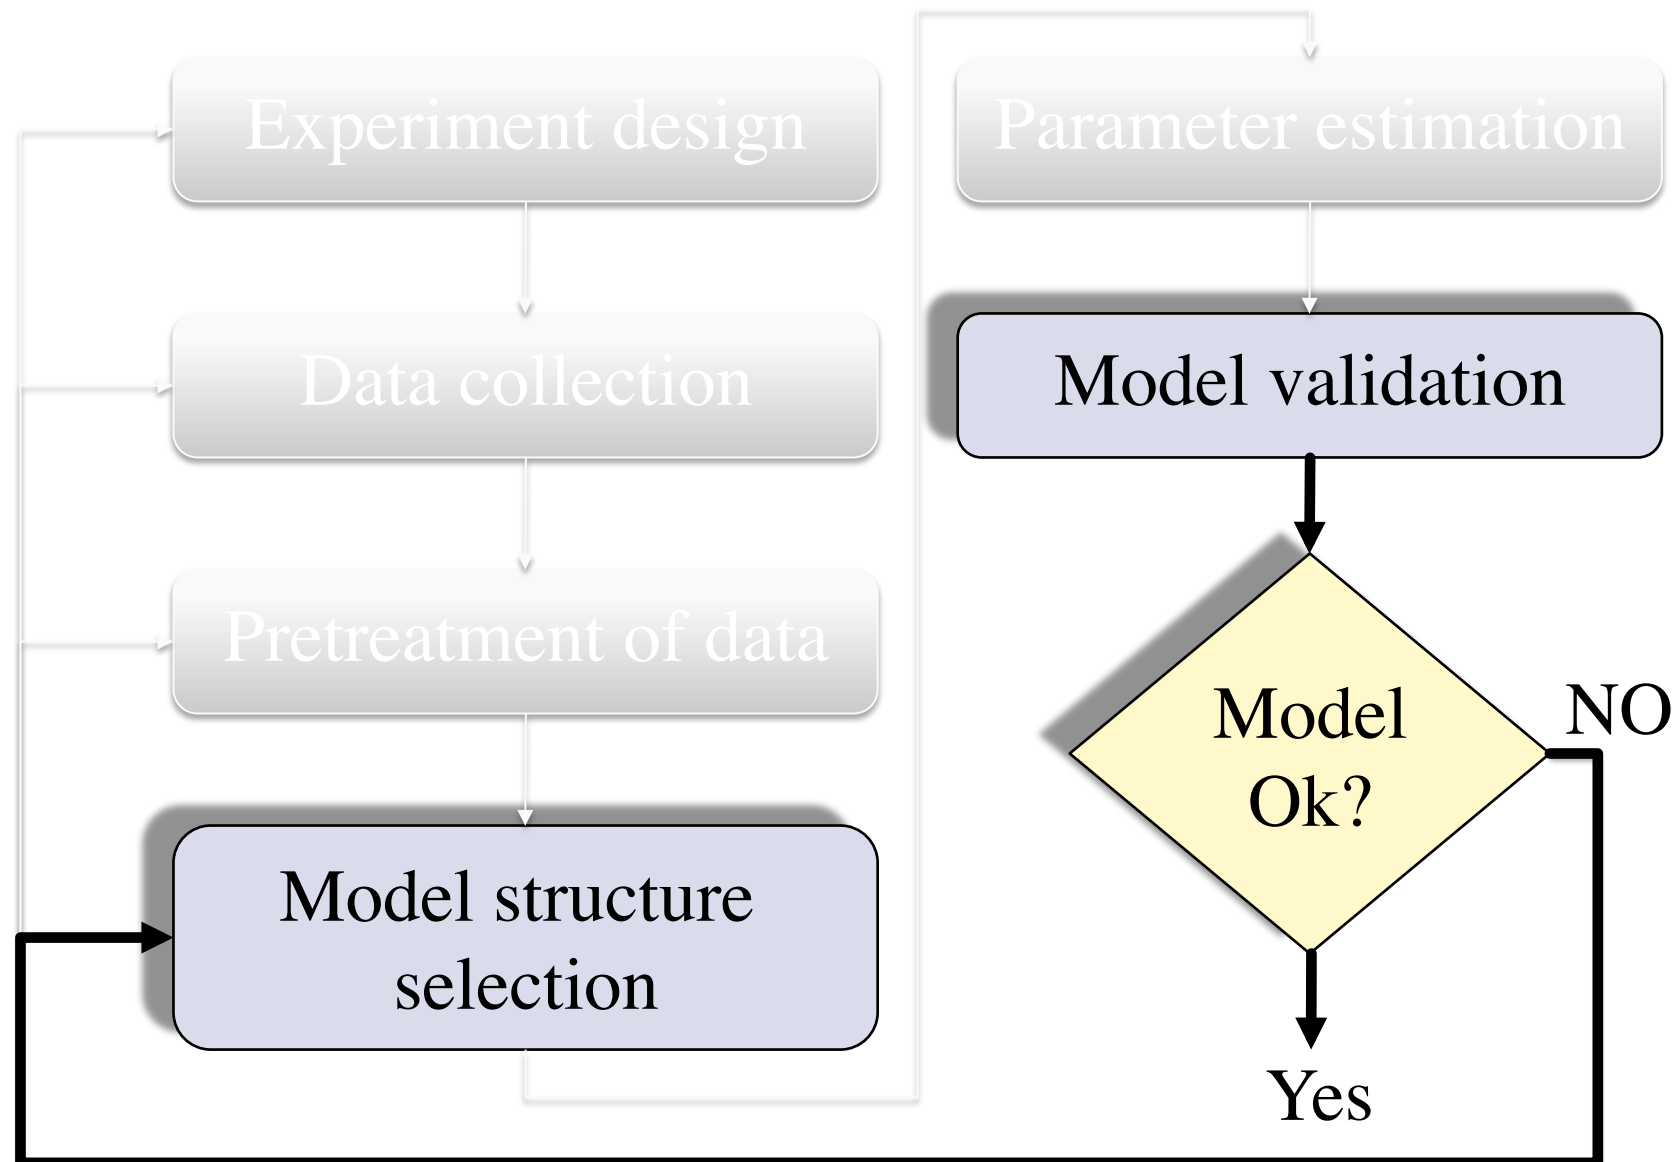 Experiment design
Data collection
Pretreatment of data
Model structure
selection
Parameter estimation
Model validation
Model
Ok?
NO
Yes